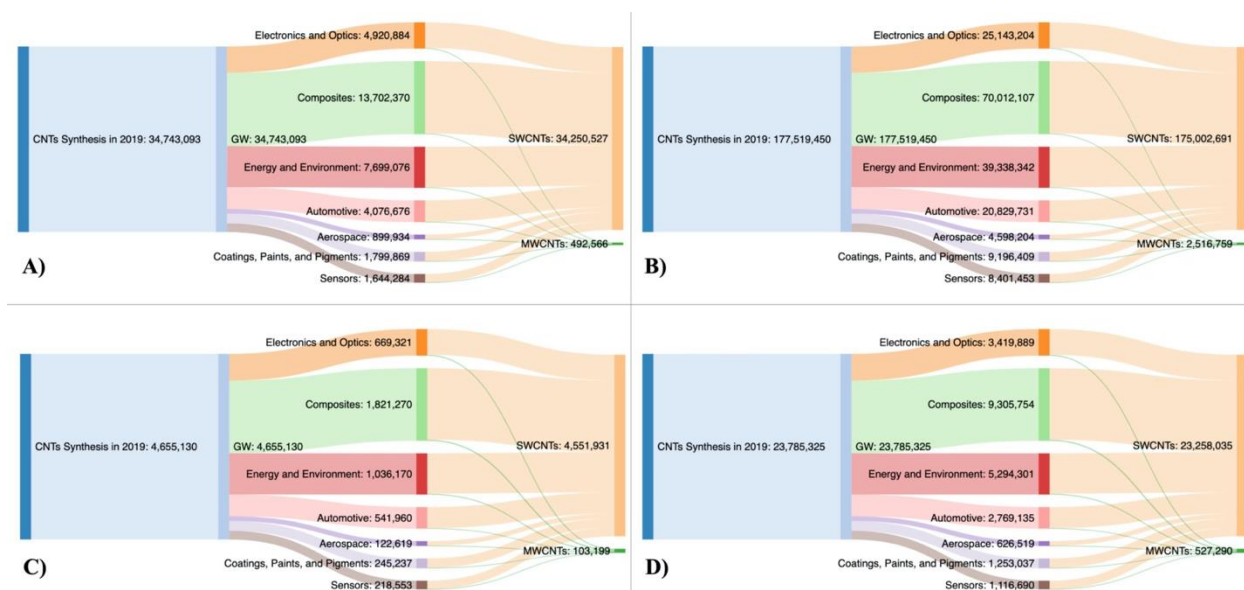 Electronics and Optics: 4,920,884
Composites: 13,702,370
CNTs Synthesis in 2019: 34,743,093
GW: 34,743,093
SWCNTs: 34,250,527
Energy and Environment: 7,699,076
Automotive: 4,076,676
Aerospace: 899,934
MWCNTs: 492,566
Coatings, Paints, and Pigments: 1,799,869
Sensors: 1,644,284
A)
Electronics and Optics: 25,143,204
Composites: 70,012,107
CNTs Synthesis in 2019: 177,519,450
GW: 177,519,450
SWCNTs: 175,002,691
Energy and Environment: 39,338,342
Automotive: 20,829,731
Aerospace: 4,598,204
MWCNTs: 2,516,759
Coatings, Paints, and Pigments: 9,196,409
Sensors: 8,401,453
B)
Electronics and Optics: 669,321
Composites: 1,821,270
CNTs Synthesis in 2019: 4,655,130
GW: 4,655,130
SWCNTs: 4,551,931
Energy and Environment: 1,036,170
Automotive: 541,960
Aerospace: 122,619
MWCNTs: 103,199
Coatings, Paints, and Pigments: 245,237
Sensors: 218,553
C)
Electronics and Optics: 3,419,889
Composites: 9,305,754
CNTs Synthesis in 2019: 23,785,325
GW: 23,785,325
SWCNTs: 23,258,035
Energy and Environment: 5,294,301
Automotive: 2,769,135
Aerospace: 626,519
MWCNTs: 527,290
Coatings, Paints, and Pigments: 1,253,037
Sensors: 1,116,690
D)